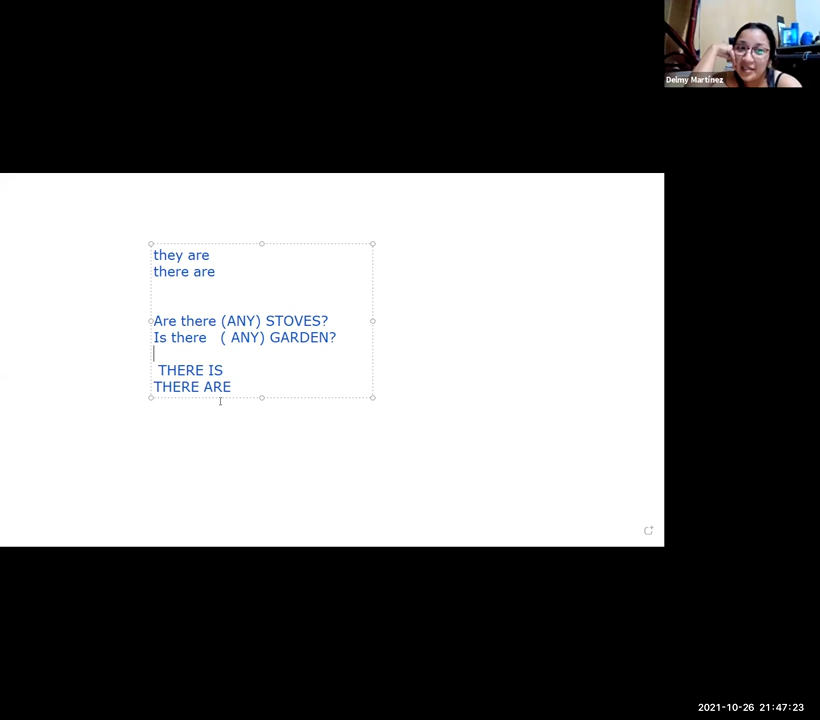 Delmy Martínez
they are
there are
Are there (ANY) STOVES?
Is there ( ANY) GARDEN?
THERE IS
THERE ARE
2021-10-26 21:47:23